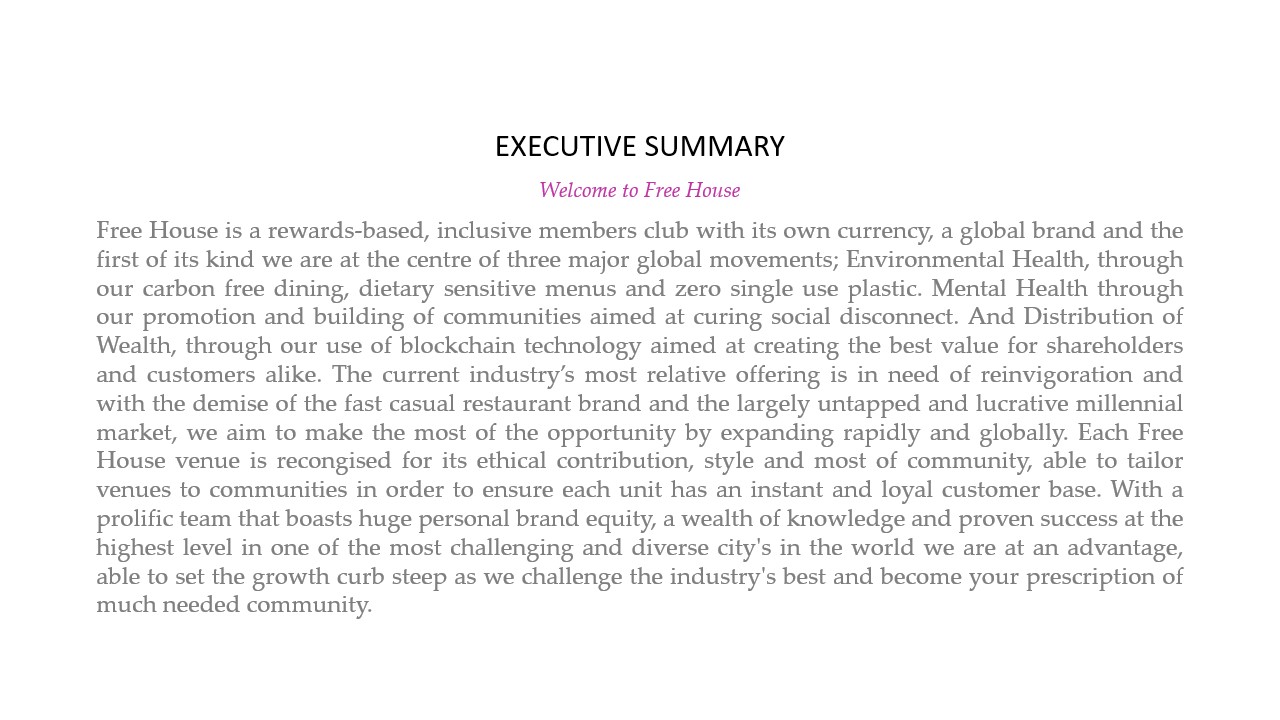 EXECUTIVE SUMMARY
Welcome to Free House
Free House is a rewards-based, inclusive members club with its own currency, a global brand and the
first of its kind we are at the centre of three major global movements; Environmental Health, through
our carbon free dining, dietary sensitive menus and zero single use plastic. Mental Health through
our promotion and building of communities aimed at curing social disconnect. And Distribution of
Wealth, through our use of blockchain technology aimed at creating the best value for shareholders
and customers alike. The current industry’s most relative offering is in need of reinvigoration and
with the demise of the fast casual restaurant brand and the largely untapped and lucrative millennial
market, we aim to make the most of the opportunity by expanding rapidly and globally. Each Free
House venue is recongised for its ethical contribution, style and most of community, able to tailor
venues to communities in order to ensure each unit has an instant and loyal customer base. With a
prolific team that boasts huge personal brand equity, a wealth of knowledge and proven success at the
highest level in one of the most challenging and diverse city's in the world we are at an advantage,
able to set the growth curb steep as we challenge the industry's best and become your prescription of
much needed community.